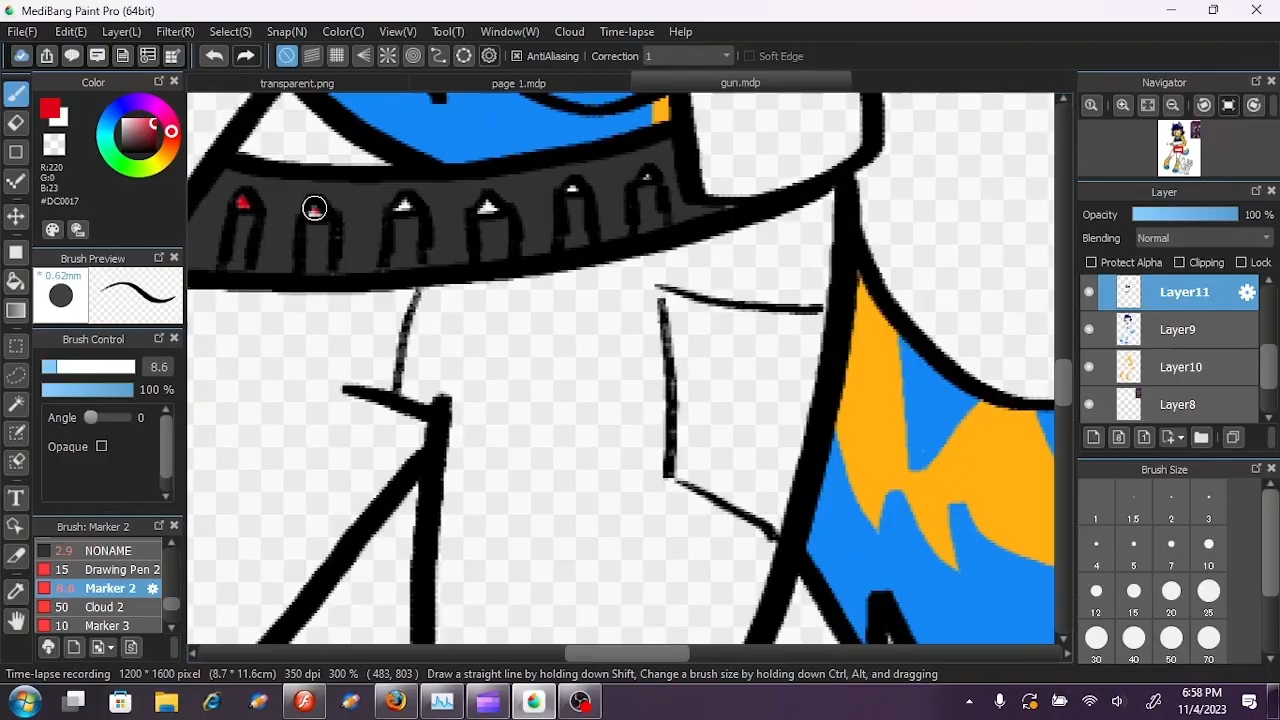 MediBang Paint Pro (64bit)
File(F) Edit(E) Layer(L) Filter(R) Select(S) Snap(N) Color(C) View(V) Tool(T) Window(W) Cloud Time-lapse Help
AntiAliasing Correction 1 Soft Edge
Color
transparent.png page 1.mdp gun.mdp
Navigator
R:220
G:0
B:23
#DC0017
Brush Preview
* 0.62mm
Brush Control
8.6
100 %
Angle 0
Opaque
Brush: Marker 2
2.9 NONAME
15 Drawing Pen 2
8.6 Marker 2
50 Cloud 2
10 Marker 3
Layer
Opacity 100 %
Blending Normal
Protect Alpha Clipping Lock
Layer11
Layer9
Layer10
Layer8
Brush Size
1 1.5 2 3
4 5 7 10
12 15 20 25
30 40 50 70
Time-lapse recording 1200 * 1600 pixel (8.7 * 11.6cm) 350 dpi 300 % ( 483, 803 ) Draw a straight line by holding down Shift, Change a brush size by holding down Ctrl, Alt, and dragging
6:58 PM
11/4/2023